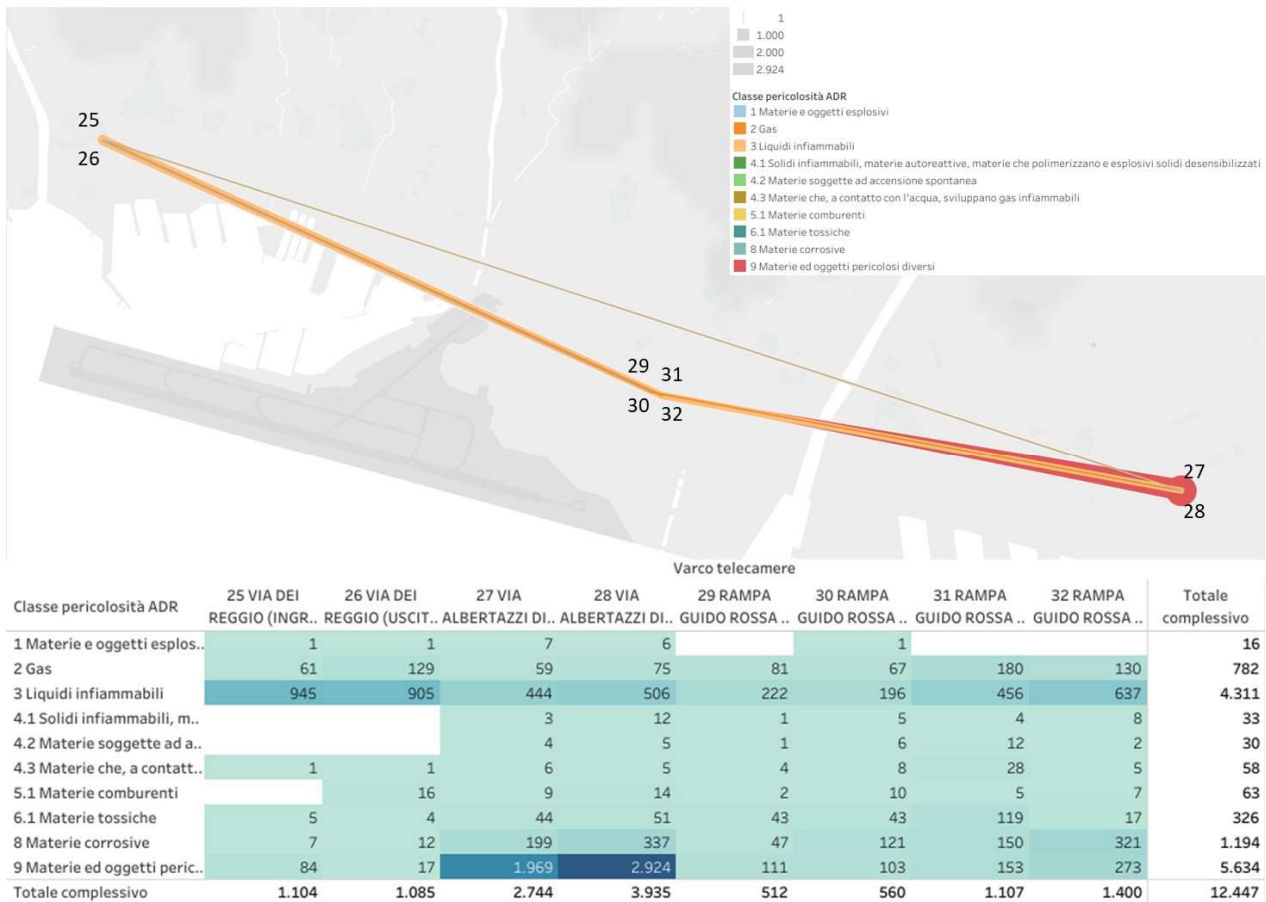 1
1.000
2.000
2.924
Classe pericolosità ADR
1 Materie e oggetti esplosivi
2 Gas
3 Liquidi infiammabili
4.1 Solidi infiammabili, materie autoreattive, materie che polimerizzano e esplosivi solidi desensibilizzati
4.2 Materie soggette ad accensione spontanea
4.3 Materie che, a contatto con l'acqua, sviluppano gas infiammabili
5.1 Materie comburenti
6.1 Materie tossiche
8 Materie corrosive
9 Materie ed oggetti pericolosi diversi
25
26
29 31
30 32
27
28
Varco telecamere
Classe pericolosità ADR 25 VIA DEI REGGIO (INGR.. 26 VIA DEI REGGIO (USCIT.. 27 VIA ALBERTAZZI DI.. 28 VIA ALBERTAZZI DI.. 29 RAMPA GUIDO ROSSA .. 30 RAMPA GUIDO ROSSA .. 31 RAMPA GUIDO ROSSA .. 32 RAMPA GUIDO ROSSA .. Totale complessivo
1 Materie e oggetti esplos.. 1 1 7 6 1 16
2 Gas 61 129 59 75 81 67 180 130 782
3 Liquidi infiammabili 945 905 444 506 222 196 456 637 4.311
4.1 Solidi infiammabili, m.. 3 12 1 5 4 8 33
4.2 Materie soggette ad a.. 4 5 1 6 12 2 30
4.3 Materie che, a contatt.. 1 1 6 5 4 8 28 5 58
5.1 Materie comburenti 16 9 14 2 10 5 7 63
6.1 Materie tossiche 5 4 44 51 43 43 119 17 326
8 Materie corrosive 7 12 199 337 47 121 150 321 1.194
9 Materie ed oggetti peric.. 84 17 1.969 2.924 111 103 153 273 5.634
Totale complessivo 1.104 1.085 2.744 3.935 512 560 1.107 1.400 12.447